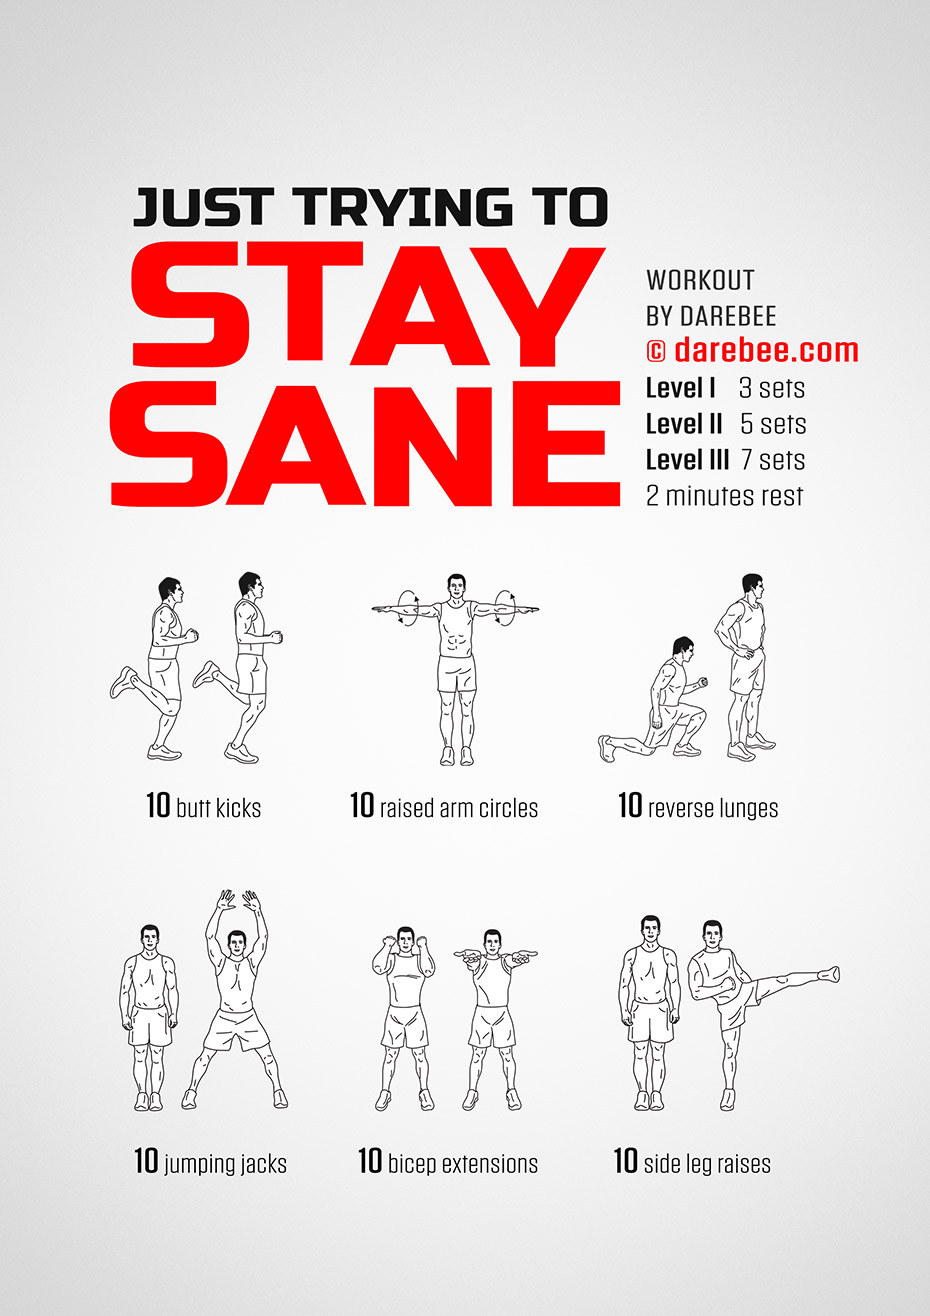 JUST TRYING TO
STAY
SANE
WORKOUT
BY DAREBEE
© darebee.com
Level I 3 sets
Level II 5 sets
Level III 7 sets
2 minutes rest
10 butt kicks
10 raised arm circles
10 reverse lunges
10 jumping jacks
10 bicep extensions
10 side leg raises